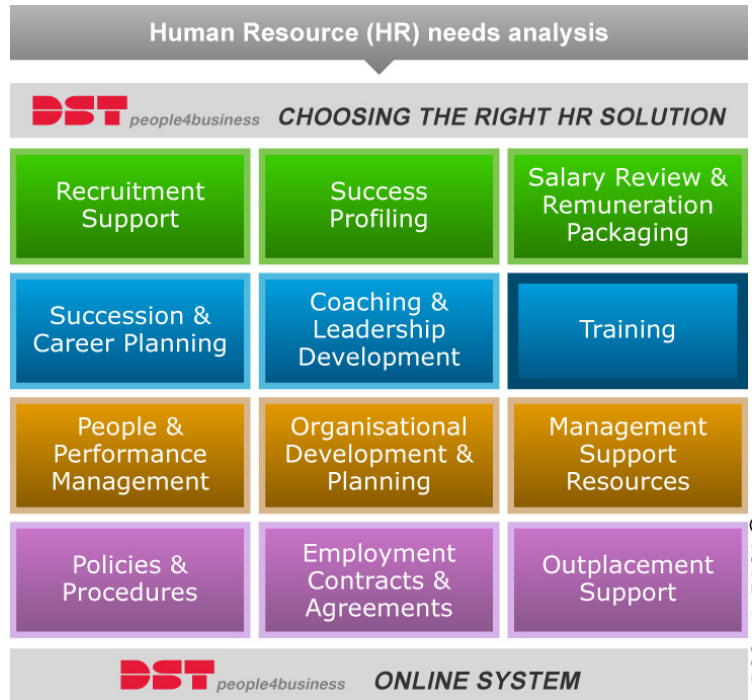 Human Resource (HR) needs analysis
DST people4business CHOOSING THE RIGHT HR SOLUTION
Recruitment
Support
Success
Profiling
Salary Review &
Remuneration
Packaging
Succession &
Career Planning
Coaching &
Leadership
Development
Training
People &
Performance
Management
Organisational
Development &
Planning
Management
Support
Resources
Policies &
Procedures
Employment
Contracts &
Agreements
Outplacement
Support
DST people4business ONLINE SYSTEM